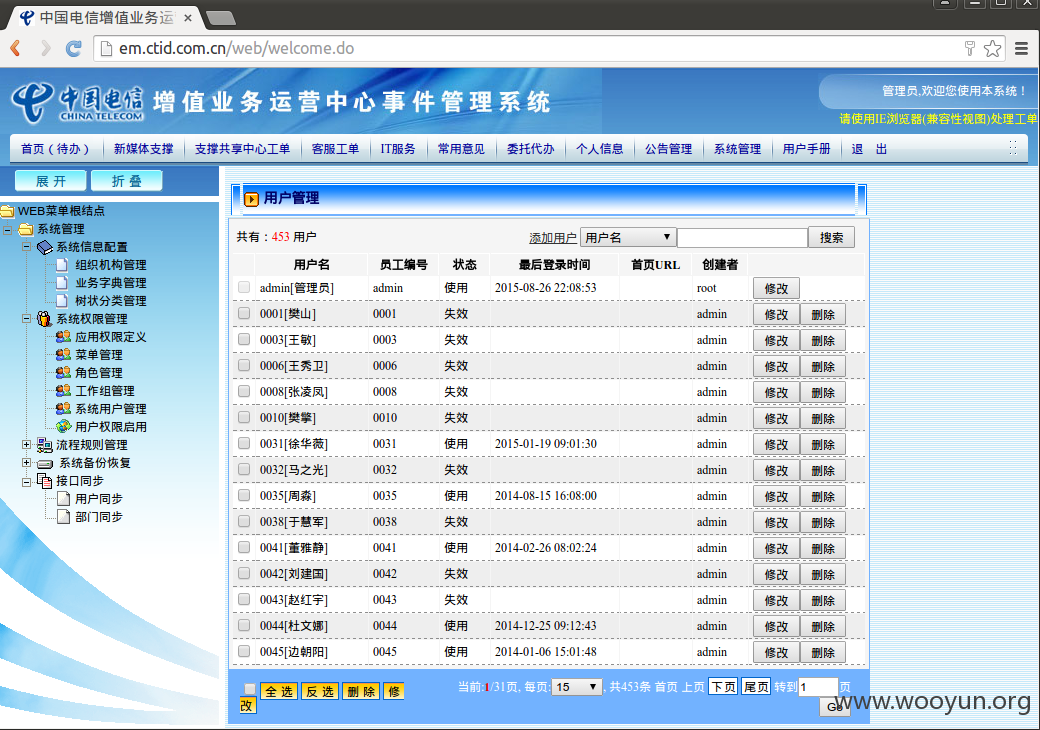 中国电信增值业务运
em.ctid.com.cn/web/welcome.do
中国电信 CHINA TELECOM 增值业务运营中心事件管理系统
管理员,欢迎您使用本系统！
请使用IE浏览器(兼容性视图)处理工单
首页（待办） 新媒体支撑 支撑共享中心工单 客服工单 IT服务 常用意见 委托代办 个人信息 公告管理 系统管理 用户手册 退 出
展 开 折 叠
WEB菜单根结点
系统管理
系统信息配置
组织机构管理
业务字典管理
树状分类管理
系统权限管理
应用权限定义
菜单管理
角色管理
工作组管理
系统用户管理
用户权限启用
流程规则管理
系统备份恢复
接口同步
用户同步
部门同步
用户管理
共有：453 用户 添加用户 用户名 搜索
用户名 员工编号 状态 最后登录时间 首页URL 创建者
admin[管理员] admin 使用 2015-08-26 22:08:53 root 修改
0001[樊山] 0001 失效 admin 修改 删除
0003[王敏] 0003 失效 admin 修改 删除
0006[王秀卫] 0006 失效 admin 修改 删除
0008[张凌凤] 0008 失效 admin 修改 删除
0010[樊擎] 0010 失效 admin 修改 删除
0031[徐华薇] 0031 使用 2015-01-19 09:01:30 admin 修改 删除
0032[马之光] 0032 失效 admin 修改 删除
0035[周淼] 0035 使用 2014-08-15 16:08:00 admin 修改 删除
0038[于慧军] 0038 失效 admin 修改 删除
0041[董雅静] 0041 使用 2014-02-26 08:02:24 admin 修改 删除
0042[刘建国] 0042 失效 admin 修改 删除
0043[赵红宇] 0043 失效 admin 修改 删除
0044[杜文娜] 0044 使用 2014-12-25 09:12:43 admin 修改 删除
0045[边朝阳] 0045 使用 2014-01-06 15:01:48 admin 修改 删除
全 选 反 选 删 除 修
改
当前:1/31页, 每页: 15 , 共453条 首页 上页 下页 尾页 转到 1 页
Go
www.wooyun.org